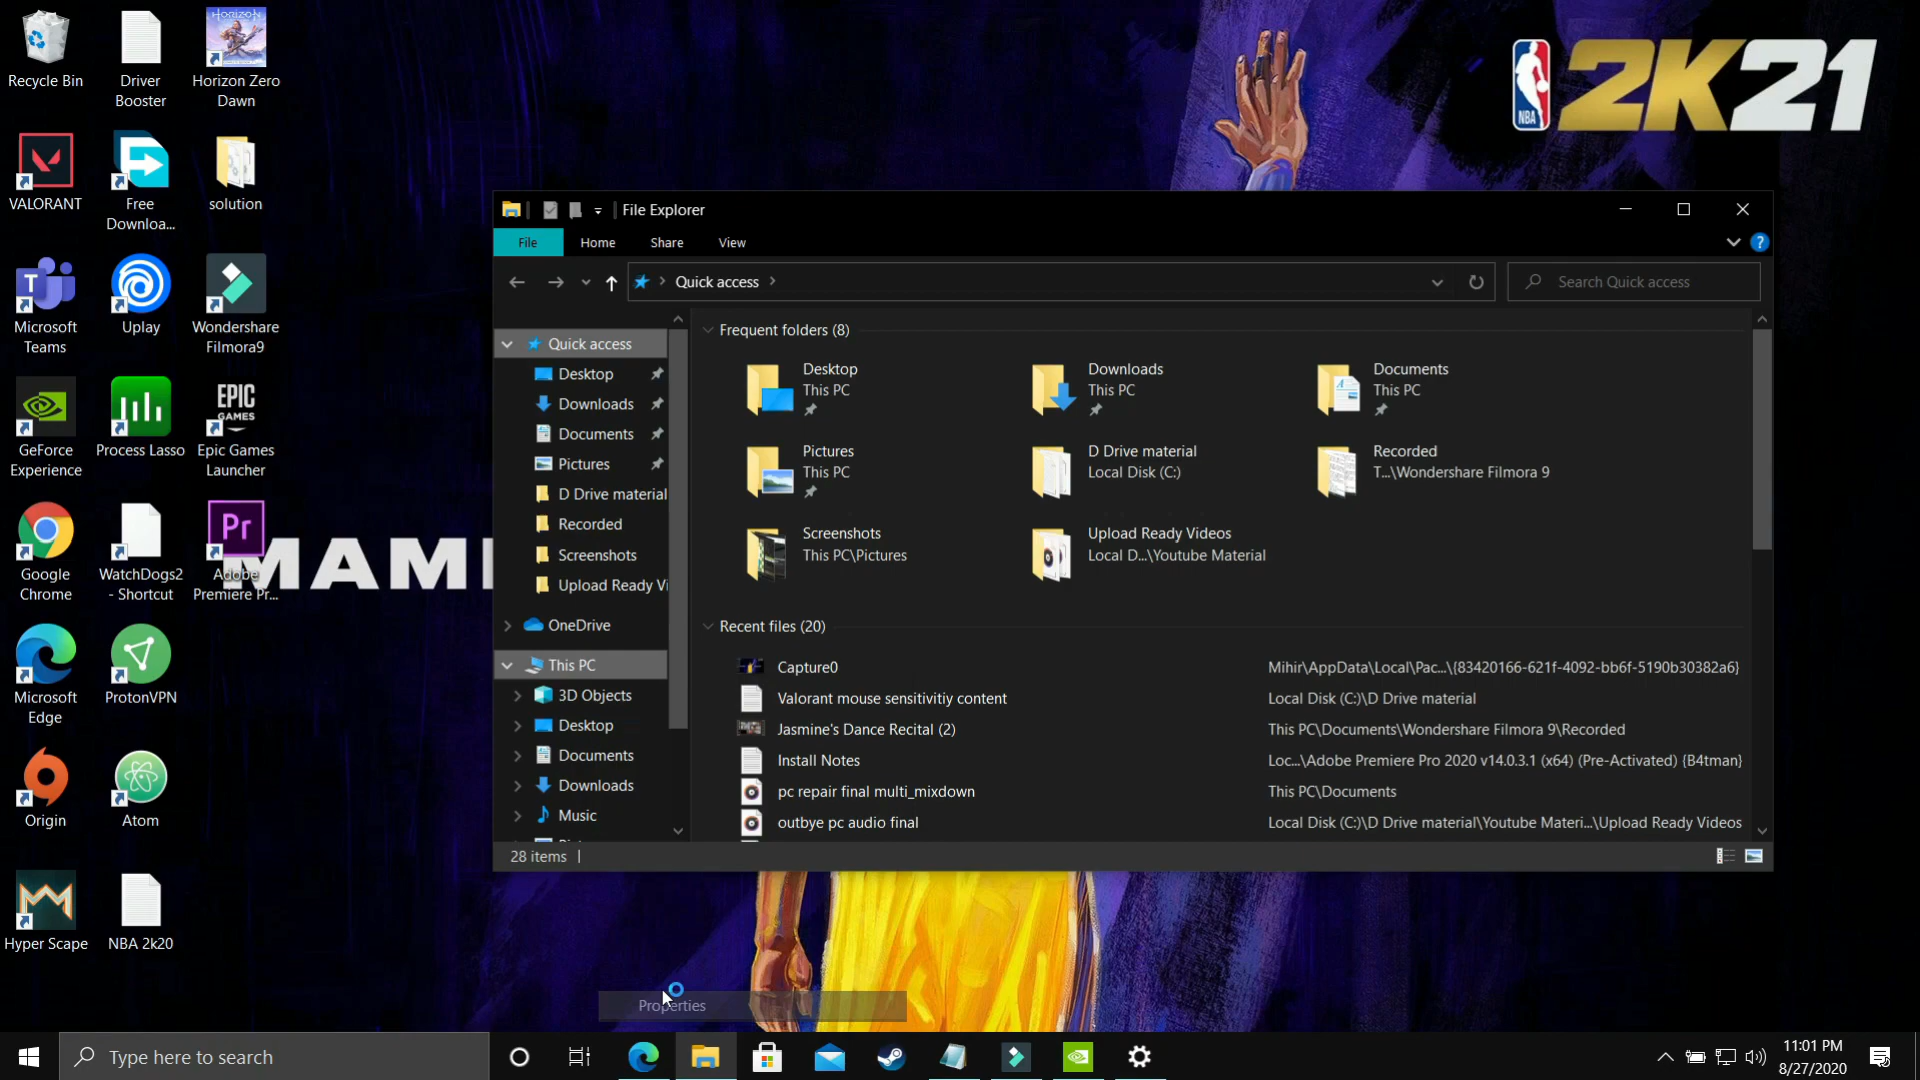 Recycle Bin
Driver
Booster
HORIZON
Horizon Zero
Dawn
VALORANT
Free
Downloa...
solution
Microsoft
Teams
Uplay
Wondershare
Filmora9
GeForce
Experience
Process Lasso
EPIC
GAMES
Epic Games
Launcher
Google
Chrome
WatchDogs2
- Shortcut
Pr
Adobe
Premiere Pr...
Microsoft
Edge
ProtonVPN
Origin
Atom
Hyper Scape
NBA 2k20
MAM
NBA
2K21
File Explorer
File
Home
Share
View
?
Quick access
Search Quick access
Quick access
Desktop
Downloads
Documents
Pictures
D Drive material
Recorded
Screenshots
Upload Ready Vi
OneDrive
This PC
3D Objects
Desktop
Documents
Downloads
Music
Frequent folders (8)
Desktop
This PC
Downloads
This PC
Documents
This PC
Pictures
This PC
D Drive material
Local Disk (C:)
Recorded
T...\Wondershare Filmora 9
Screenshots
This PC\Pictures
Upload Ready Videos
Local D...\Youtube Material
Recent files (20)
Capture0 Mihir\AppData\Local\Pac...\{83420166-621f-4092-bb6f-5190b30382a6}
Valorant mouse sensitivitiy content Local Disk (C:)\D Drive material
Jasmine's Dance Recital (2) This PC\Documents\Wondershare Filmora 9\Recorded
Install Notes Loc...\Adobe Premiere Pro 2020 v14.0.3.1 (x64) (Pre-Activated) {B4tman}
pc repair final multi_mixdown This PC\Documents
outbye pc audio final Local Disk (C:)\D Drive material\Youtube Materi...\Upload Ready Videos
28 items
Properties
Type here to search
11:01 PM
8/27/2020